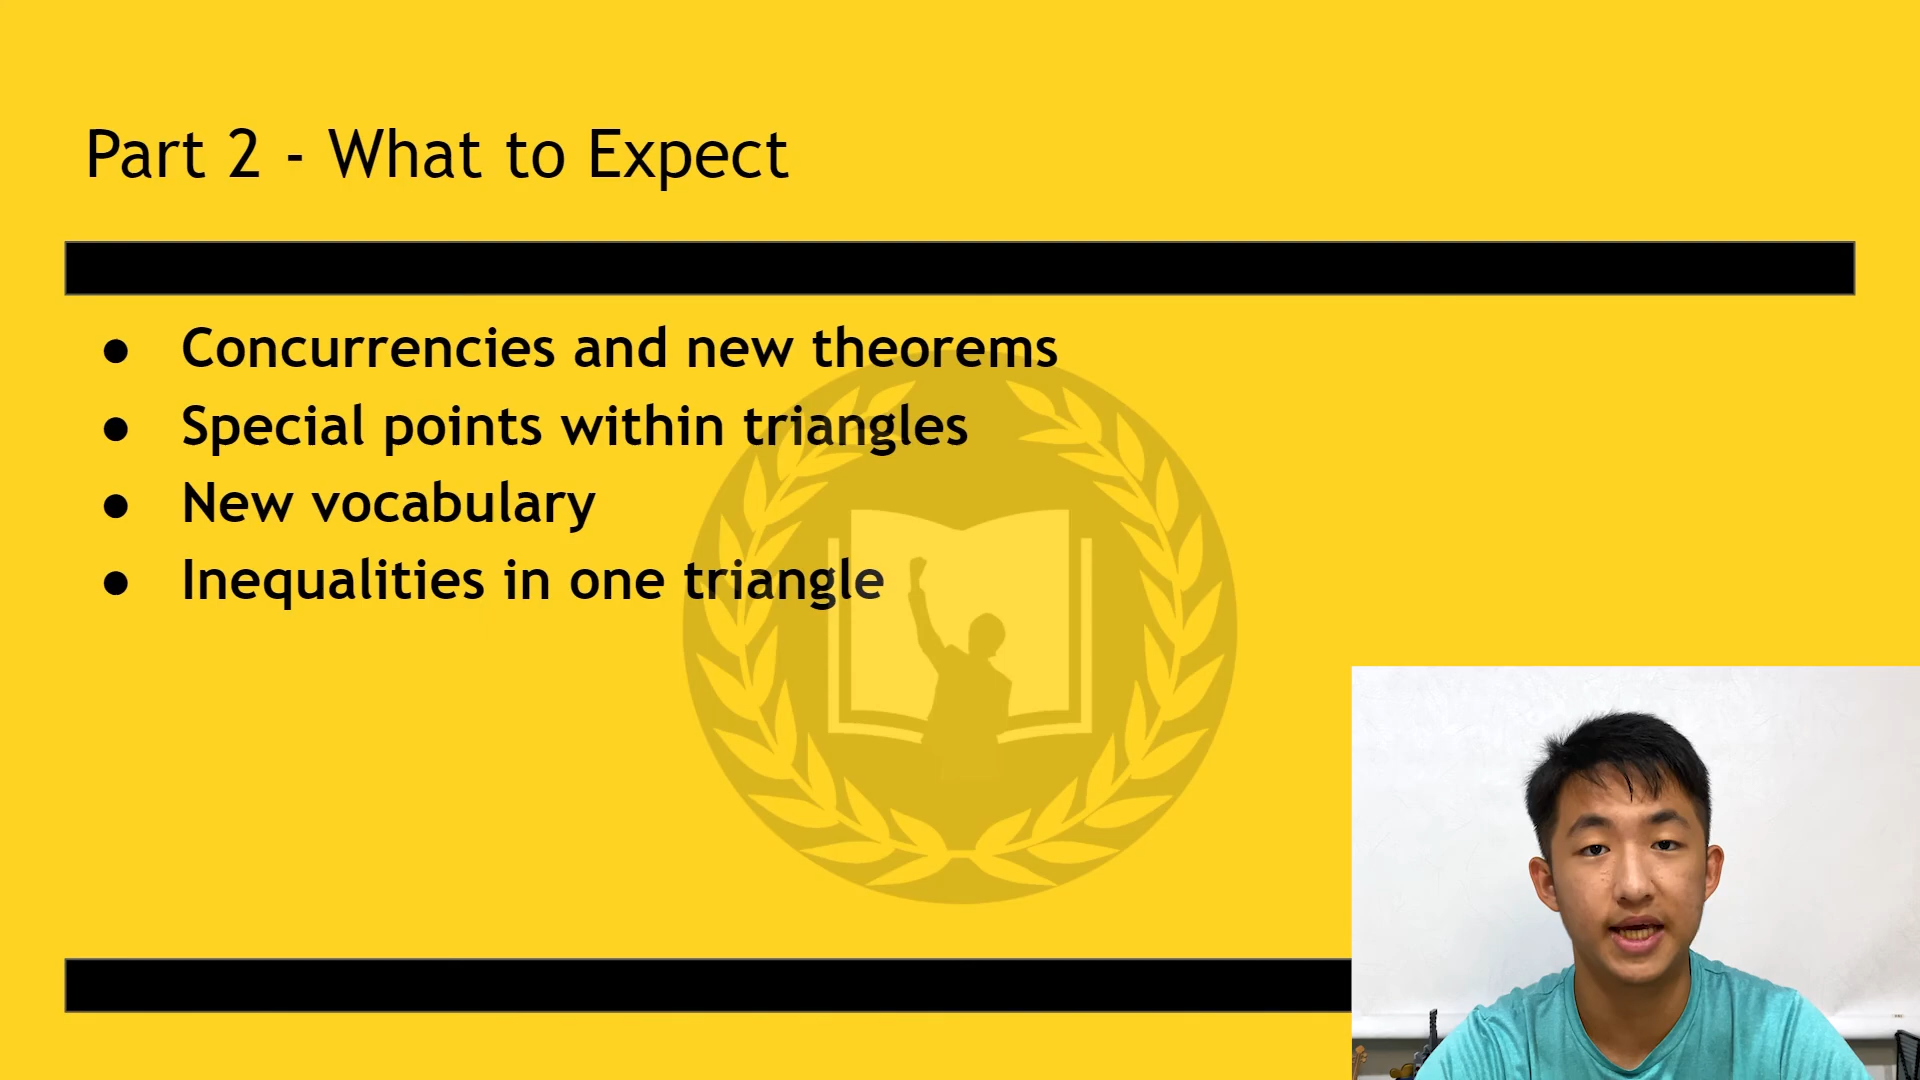 Part 2 - What to Expect
● Concurrencies and new theorems
● Special points within triangles
● New vocabulary
● Inequalities in one triangle